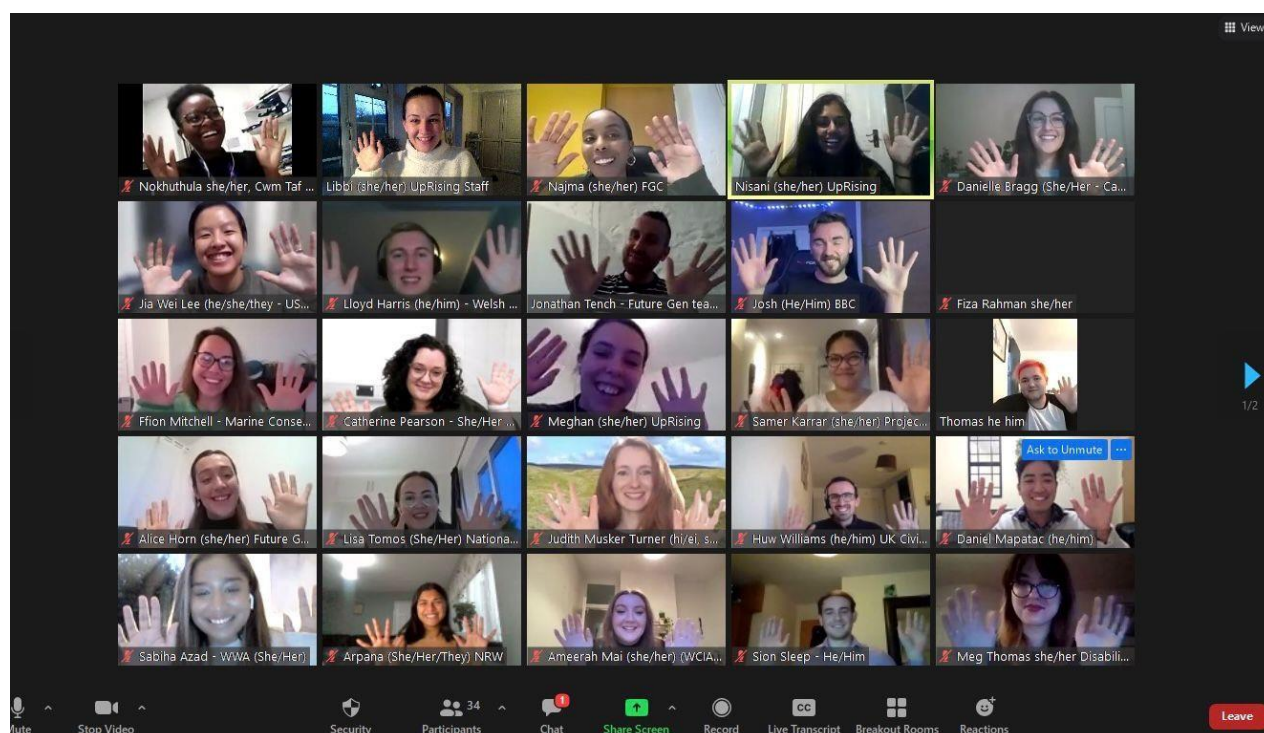 View
Nokhuthula she/her, Cwm Taf ...
Libbi (she/her) UpRising Staff
Najma (she/her) FGC
Nisani (she/her) UpRising
Danielle Bragg (She/Her - Ca...
Jia Wei Lee (he/she/they - US...
Lloyd Harris (he/him) - Welsh ...
Jonathan Tench - Future Gen tea...
Josh (He/Him) BBC
Fiza Rahman she/her
Ffion Mitchell - Marine Conse...
Catherine Pearson - She/Her ...
Meghan (she/her) UpRising
Samer Karrar (she/her) Projec...
Thomas he him
1/2
Ask to Unmute ...
Alice Horn (she/her) Future G...
Lisa Tomos (She/Her) Nationa...
Judith Musker Turner (hi/ei, s...
Huw Williams (he/him) UK Civi...
Daniel Mapatac (he/him)
Sabiha Azad - WWA (She/Her)
Arpana (She/Her/They) NRW
Ameerah Mai (she/her) (WCIA...
Sion Sleep - He/Him
Meg Thomas she/her Disabili...
34
1
CC
Mute
Stop Video
Security
Participants
Chat
Share Screen
Record
Live Transcript
Breakout Rooms
Reactions
Leave